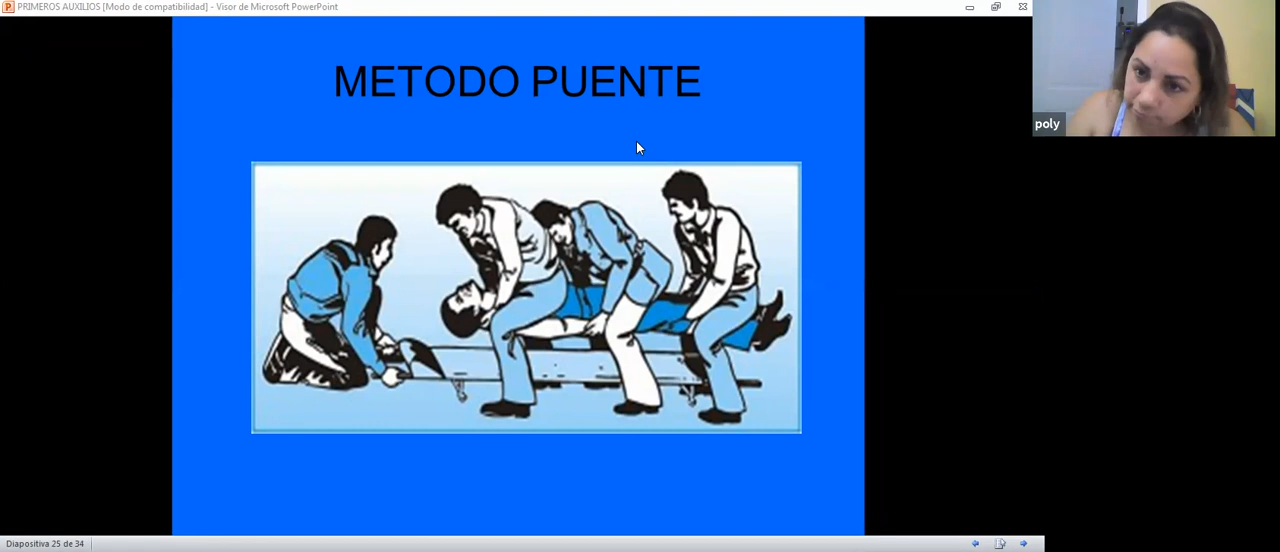 PRIMEROS AUXILIOS [Modo de compatibilidad] - Visor de Microsoft PowerPoint
METODO PUENTE
poly
Diapositiva 25 de 34